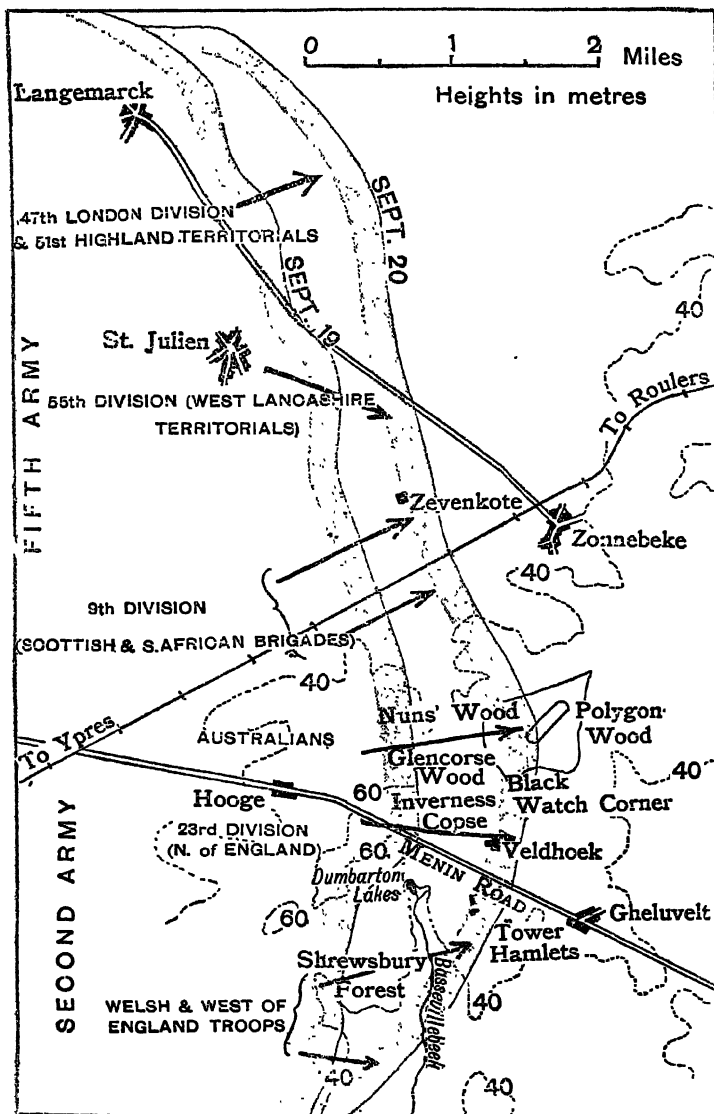 0 1 2 Miles
Heights in metres
Langemarck
47th LONDON DIVISION
& 51st HIGHLAND TERRITORIALS
SEPT. 20
SEPT. 19
40
St. Julien
FIFTH ARMY
55th DIVISION (WEST LANCASHIRE
TERRITORIALS)
To Roulers
Zevenkote
Zonnebeke
40
9th DIVISION
(SCOTTISH & S.AFRICAN BRIGADES)
40
Nuns' Wood
Polygon
Wood
To Ypres
AUSTRALIANS
Glencorse
Wood
40
Black
Watch Corner
60
Hooge
Inverness
Copse
23rd DIVISION
(N. of ENGLAND)
60
MENIN ROAD
Veldhoek
Dumbarton
Lakes
60
Gheluvelt
Tower
Hamlets
SECOND ARMY
Shrewsbury
Forest
Bassevillebeek
40
WELSH & WEST OF
ENGLAND TROOPS
40
40